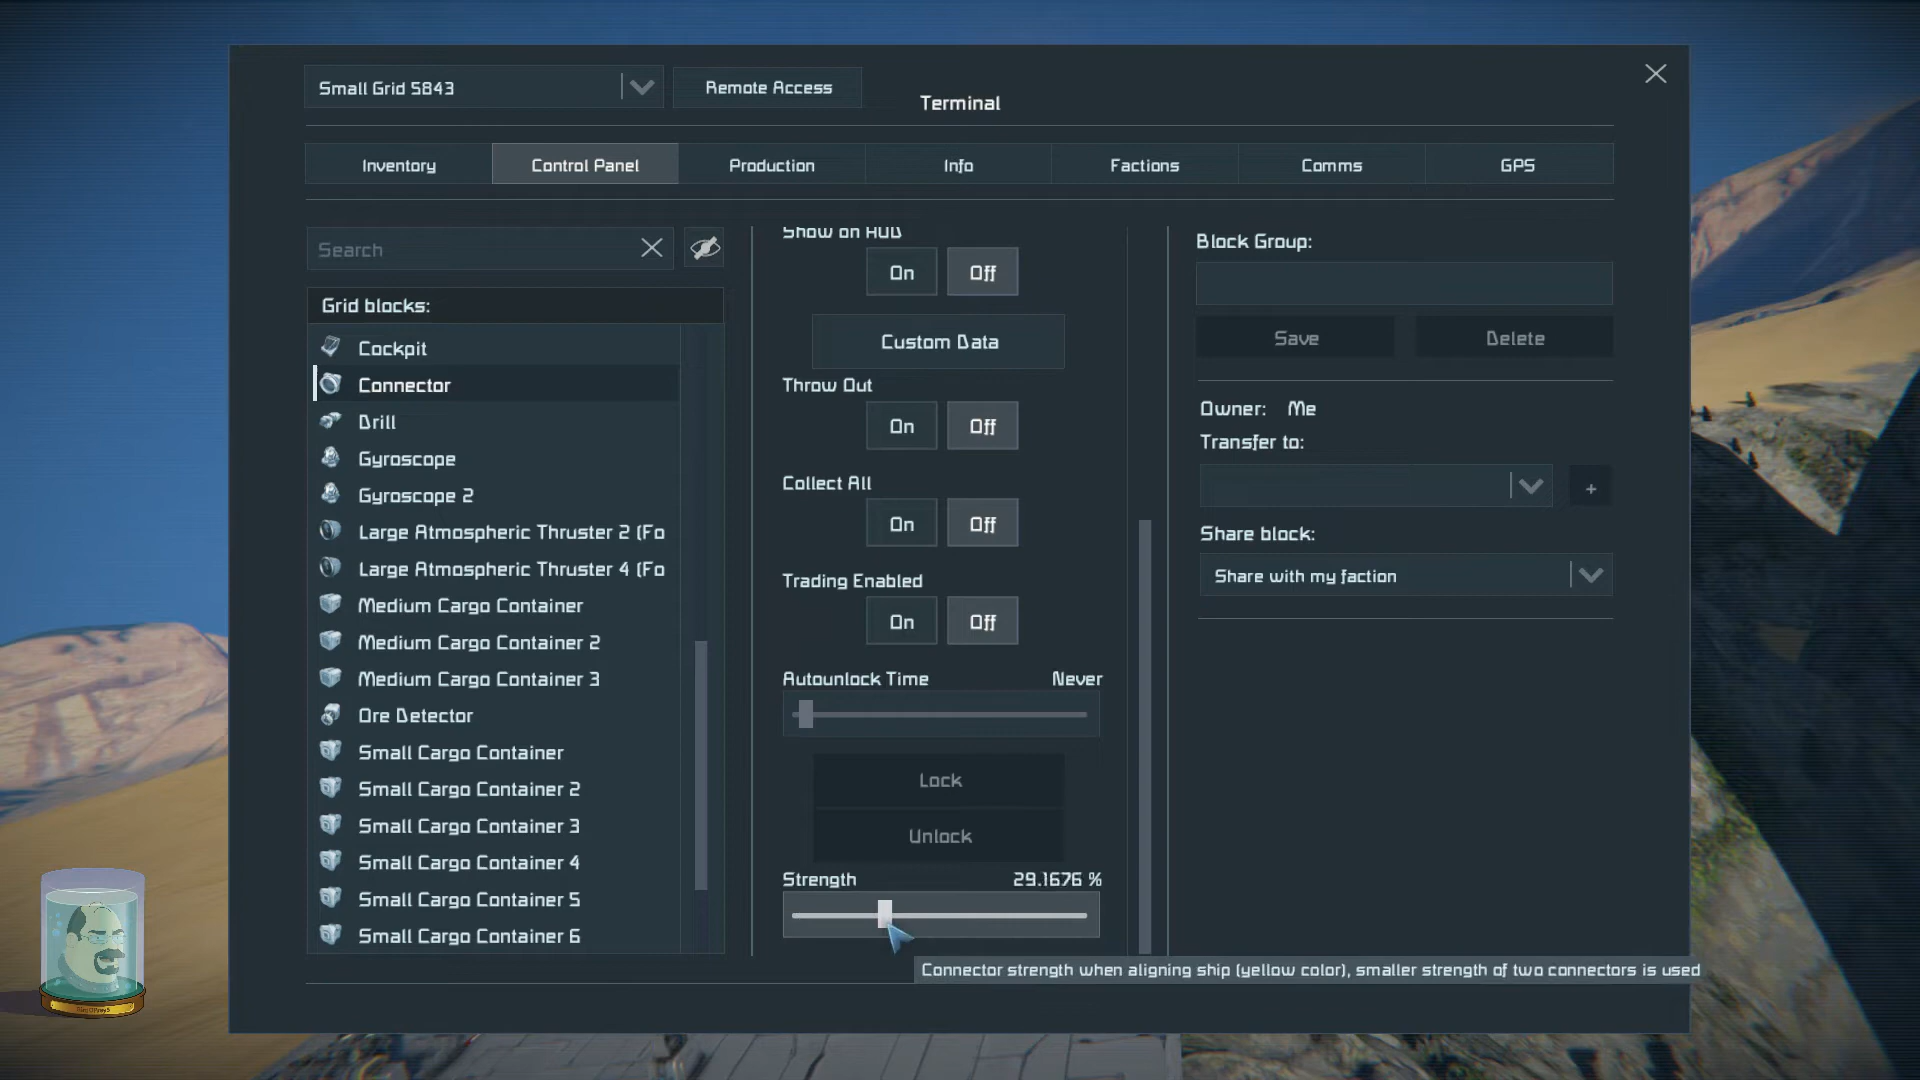 Small Grid 5843
Remote Access
Terminal
Inventory
Control Panel
Production
Info
Factions
Comms
GPS
Search
Grid blocks:
Cockpit
Connector
Drill
Gyroscope
Gyroscope 2
Large Atmospheric Thruster 2 (Fo
Large Atmospheric Thruster 4 (Fo
Medium Cargo Container
Medium Cargo Container 2
Medium Cargo Container 3
Ore Detector
Small Cargo Container
Small Cargo Container 2
Small Cargo Container 3
Small Cargo Container 4
Small Cargo Container 5
Small Cargo Container 6
Show on HUD
On Off
Custom Data
Throw Out
On Off
Collect All
On Off
Trading Enabled
On Off
Autounlock Time Never
Lock
Unlock
Strength 29.1676 %
Connector strength when aligning ship (yellow color), smaller strength of two connectors is used
Block Group:
Save
Delete
Owner: Me
Transfer to:
+
Share block:
Share with my faction